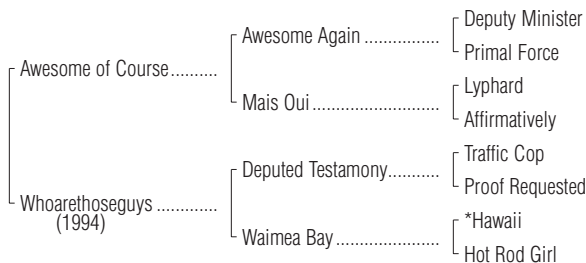 Deputy Minister
Awesome Again ................
Primal Force
Awesome of Course..........
Lyphard
Mais Oui .........................
Affirmatively
Traffic Cop
Deputed Testamony...........
Proof Requested
Whoarethoseguys .............
(1994)
*Hawaii
Waimea Bay .....................
Hot Rod Girl